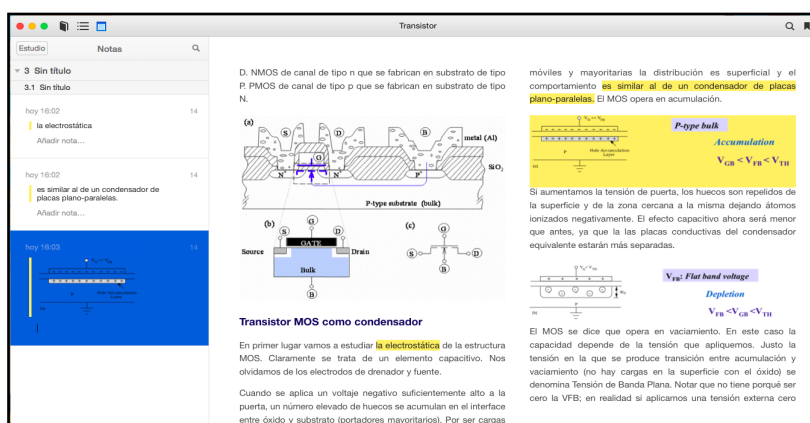 Transistor
Estudio
Notas
3 Sin título
3.1 Sin título
hoy 16:02
14
la electrostática
Añadir nota...
hoy 16:02
14
es similar al de un condensador de
placas plano-paralelas.
Añadir nota...
hoy 16:03
14
D. NMOS de canal de tipo n que se fabrican en substrato de tipo
P. PMOS de canal de tipo p que se fabrican en substrato de tipo
N.
(a)
S
D
B
metal (Al)
G
SiO2
N+
N+
P+
P-type substrate (bulk)
(b)
G
(c)
G
S
D
Source
GATE
Drain
S
D
Bulk
B
B
Transistor MOS como condensador
En primer lugar vamos a estudiar la electrostática de la estructura
MOS. Claramente se trata de un elemento capacitivo. Nos
olvidamos de los electrodos de drenador y fuente.
Cuando se aplica un voltaje negativo suficientemente alto a la
puerta, un número elevado de huecos se acumulan en el interface
entre óxido y substrato (portadores mayoritarios). Por ser cargas
móviles y mayoritarias la distribución es superficial y el
comportamiento es similar al de un condensador de placas
plano-paralelas. El MOS opera en acumulación.
P-type bulk
Accumulation
P
Hole accumulation
Layer
VGB < VFB < VTH
Si aumentamos la tensión de puerta, los huecos son repelidos de
la superficie y de la zona cercana a la misma dejando átomos
ionizados negativamente. El efecto capacitivo ahora será menor
que antes, ya que la las placas conductivas del condensador
equivalente estarán más separadas.
VFB: Flat band voltage
Depletion
P
VFB <VGB <VTH
El MOS se dice que opera en vaciamiento. En este caso la
capacidad depende de la tensión que apliquemos. Justo la
tensión en la que se produce transición entre acumulación y
vaciamiento (no hay cargas en la superficie con el óxido) se
denomina Tensión de Banda Plana. Notar que no tiene porqué ser
cero la VFB; en realidad si aplicamos una tensión externa cero